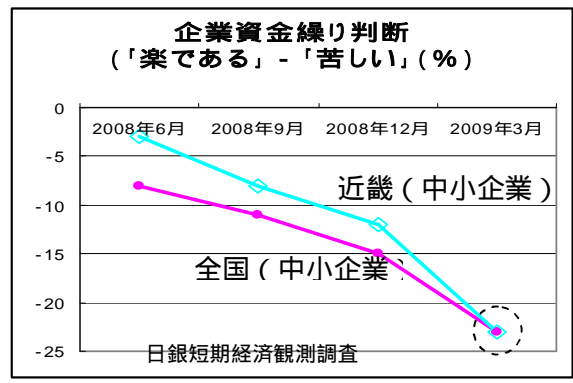 企業資金繰り判断
(「楽である」-「苦しい」(%)
0
2008年6月 2008年9月 2008年12月 2009年3月
-5
近畿(中小企業)
-10
-15
全国(中小企業)
-20
日銀短期経済観測調査
-25